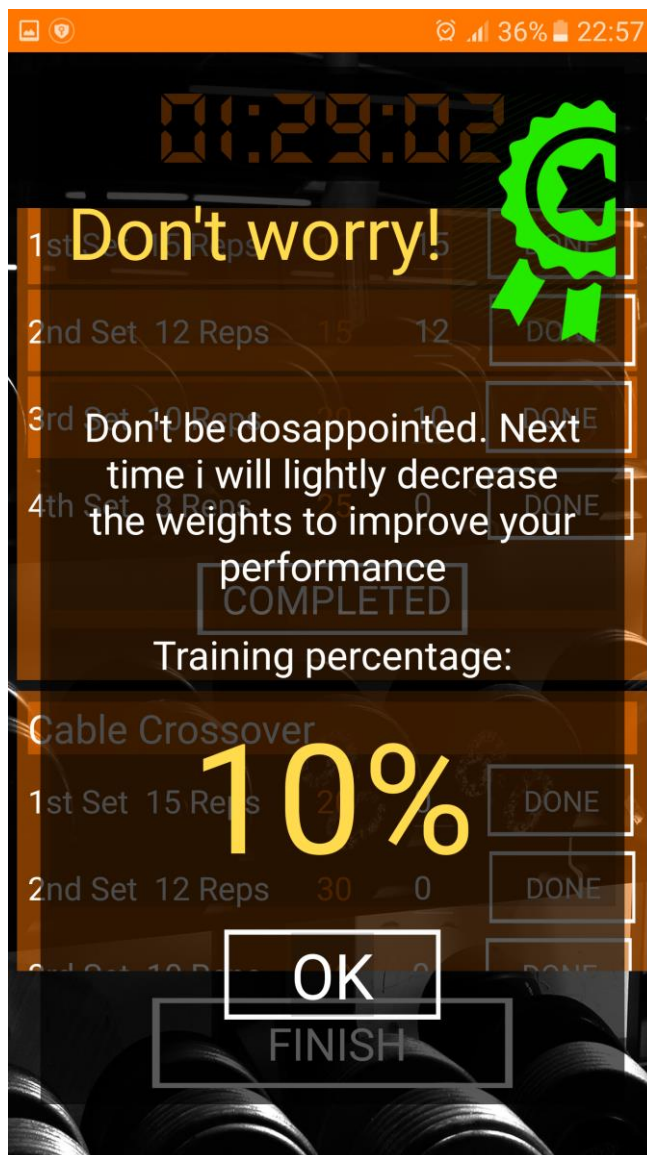 36% 22:57
01:29:02
Don't worry!
1st Set 15 Reps 15 DONE
2nd Set 12 Reps 15 12 DONE
3rd Set 10 Reps 10 DONE
Don't be dosappointed. Next
time i will lightly decrease
4th Set 8 Reps 25 0 DONE
the weights to improve your
performance
COMPLETED
Training percentage:
Cable Crossover
10%
1st Set 15 Reps DONE
2nd Set 12 Reps 30 0 DONE
OK
FINISH